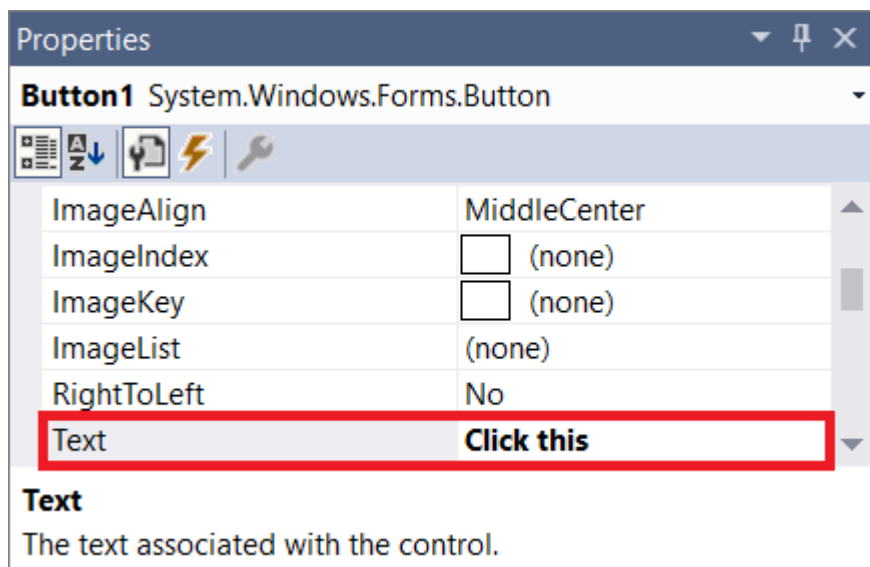 Properties
Button1 System.Windows.Forms.Button
ImageAlign MiddleCenter
ImageIndex (none)
ImageKey (none)
ImageList (none)
RightToLeft No
Text Click this
Text
The text associated with the control.